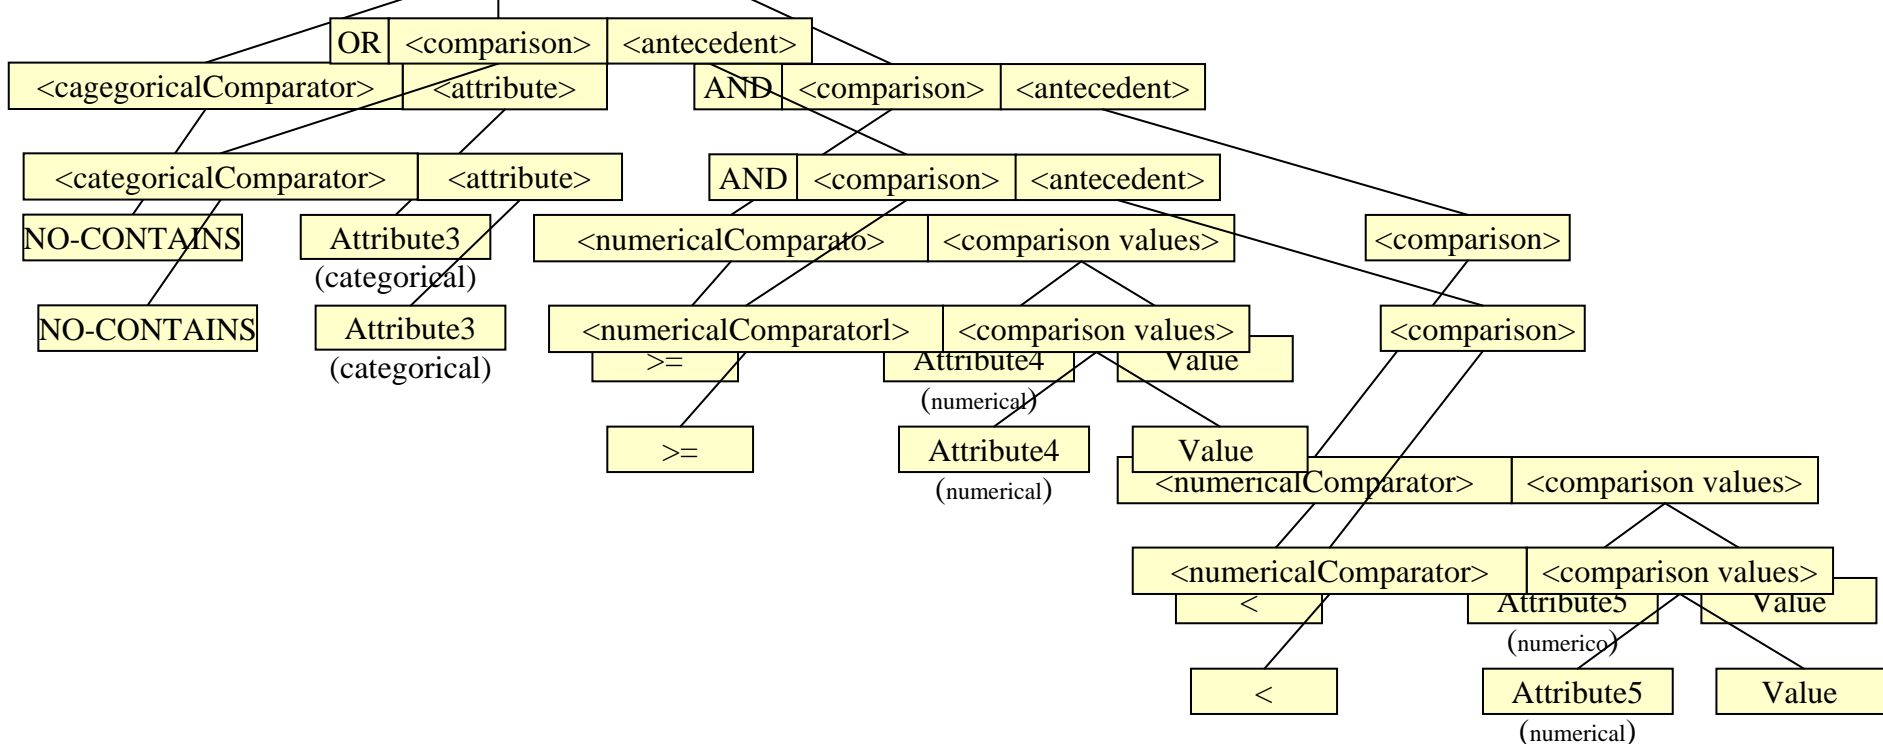 OR <comparison> <antecedent>
<cagegoricalComparator> <attribute> AND <comparison> <antecedent>
<categoricalComparator> <attribute> AND <comparison> <antecedent>
NO-CONTAINS Attribute3 <numericalComparato> <comparison values> <comparison>
(categorical)
NO-CONTAINS Attribute3 <numericalComparatorl> <comparison values> <comparison>
(categorical) >= Attribute4 Value
(numerical)
>= Attribute4 Value
(numerical) <numericalComparator> <comparison values>
<numericalComparator> <comparison values>
< Attribute5 Value
(numerico)
< Attribute5 Value
(numerical)